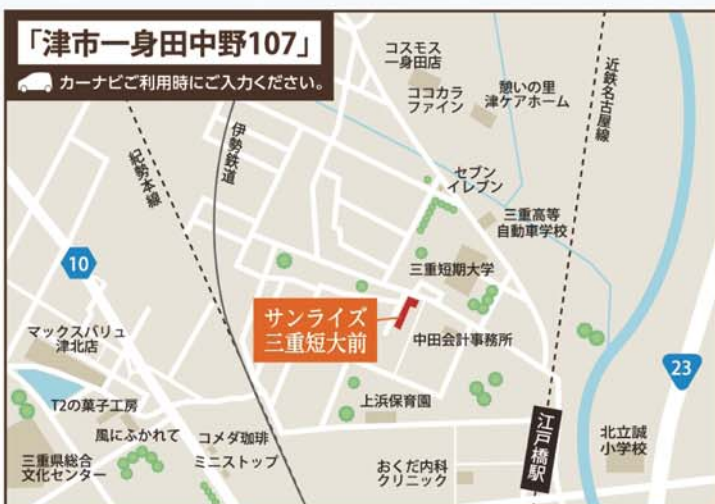 「津市一身田中野107」
カーナビご利用時にご入力ください。
コスモス
一身田店
ココカラ
ファイン
憩いの里
津ケアホーム
近鉄名古屋線
伊勢鉄道
紀勢本線
セブン
イレブン
三重高等
自動車学校
10
三重短期大学
サンライズ
三重短大前
中田会計事務所
マックスバリュ
津北店
23
T2の菓子工房
上浜保育園
風にふかれて
コメダ珈琲
ミニストップ
江戸橋駅
北立誠
小学校
三重県総合
文化センター
おくだ内科
クリニック